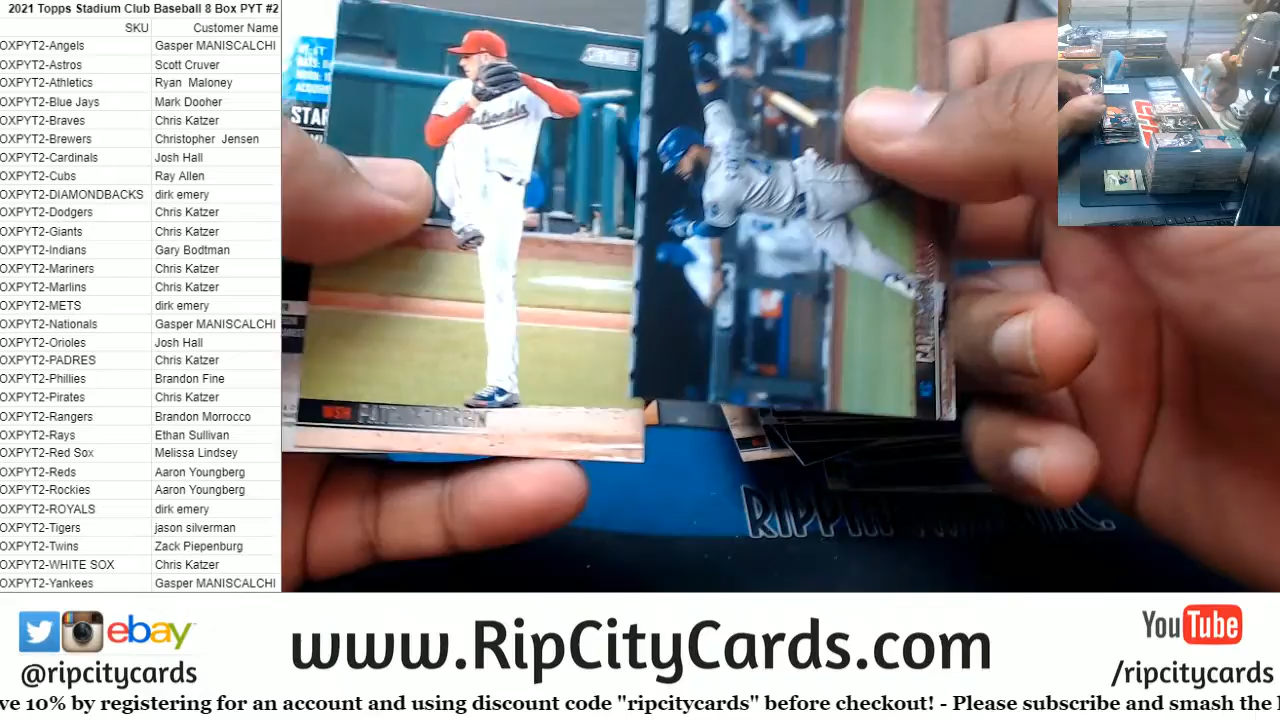 2021 Topps Stadium Club Baseball 8 Box PYT #2
SKU Customer Name
OXPYT2-Angels Gasper MANISCALCHI
OXPYT2-Astros Scott Cruver
OXPYT2-Athletics Ryan Maloney
OXPYT2-Blue Jays Mark Dooher
OXPYT2-Braves Chris Katzer
OXPYT2-Brewers Christopher Jensen
OXPYT2-Cardinals Josh Hall
OXPYT2-Cubs Ray Allen
OXPYT2-DIAMONDBACKS dirk emery
OXPYT2-Dodgers Chris Katzer
OXPYT2-Giants Chris Katzer
OXPYT2-Indians Gary Bodtman
OXPYT2-Mariners Chris Katzer
OXPYT2-Marlins Chris Katzer
OXPYT2-METS dirk emery
OXPYT2-Nationals Gasper MANISCALCHI
OXPYT2-Orioles Josh Hall
OXPYT2-PADRES Chris Katzer
OXPYT2-Phillies Brandon Fine
OXPYT2-Pirates Chris Katzer
OXPYT2-Rangers Brandon Morrocco
OXPYT2-Rays Ethan Sullivan
OXPYT2-Red Sox Melissa Lindsey
OXPYT2-Reds Aaron Youngberg
OXPYT2-Rockies Aaron Youngberg
OXPYT2-ROYALS dirk emery
OXPYT2-Tigers jason silverman
OXPYT2-Twins Zack Piepenburg
OXPYT2-WHITE SOX Chris Katzer
OXPYT2-Yankees Gasper MANISCALCHI
WSH
KC
ebay
@ripcitycards
www.RipCityCards.com
YouTube
/ripcitycards
ve 10% by registering for an account and using discount code "ripcitycards" before checkout! - Please subscribe and smash the